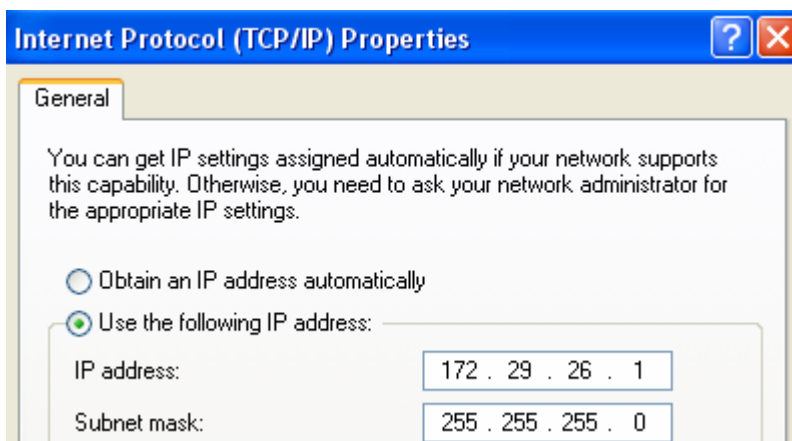 Internet Protocol (TCP/IP) Properties
General
You can get IP settings assigned automatically if your network supports
this capability. Otherwise, you need to ask your network administrator for
the appropriate IP settings.
Obtain an IP address automatically
Use the following IP address:
IP address: 172 . 29 . 26 . 1
Subnet mask: 255 . 255 . 255 . 0